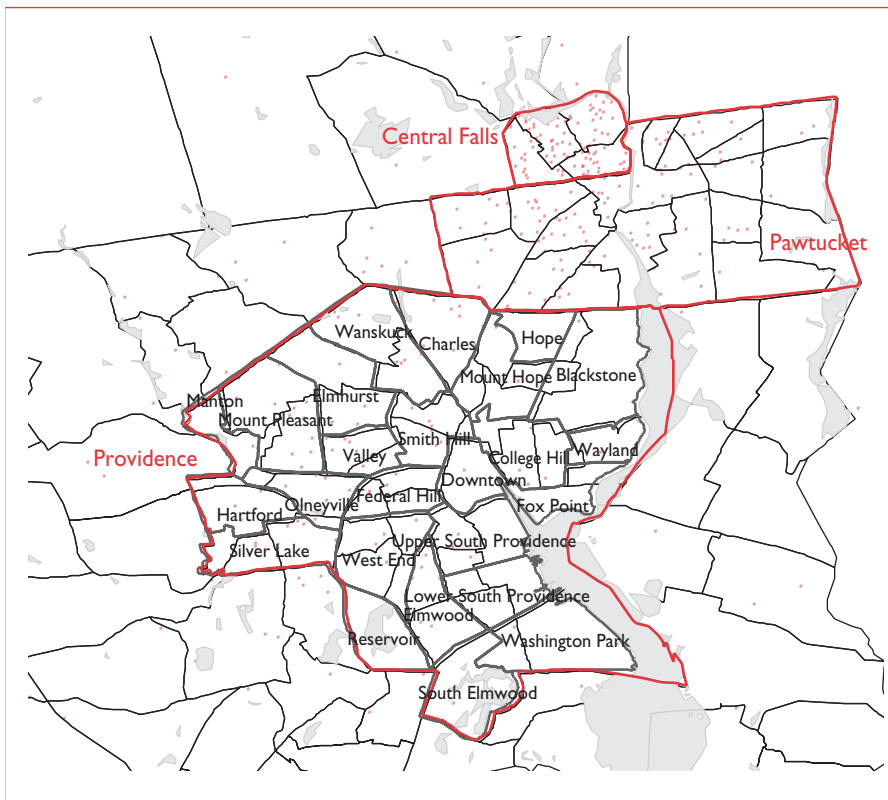 Central Falls
Pawtucket
Wanskuck
Charles
Hope
Mount Hope
Blackstone
Manton
Elmhurst
Mount Pleasant
Smith Hill
Providence
Valley
College Hill
Wayland
Downtown
Olneyville
Federal Hill
Fox Point
Hartford
Upper South Providence
Silver Lake
West End
Lower South Providence
Elmwood
Reservoir
Washington Park
South Elmwood